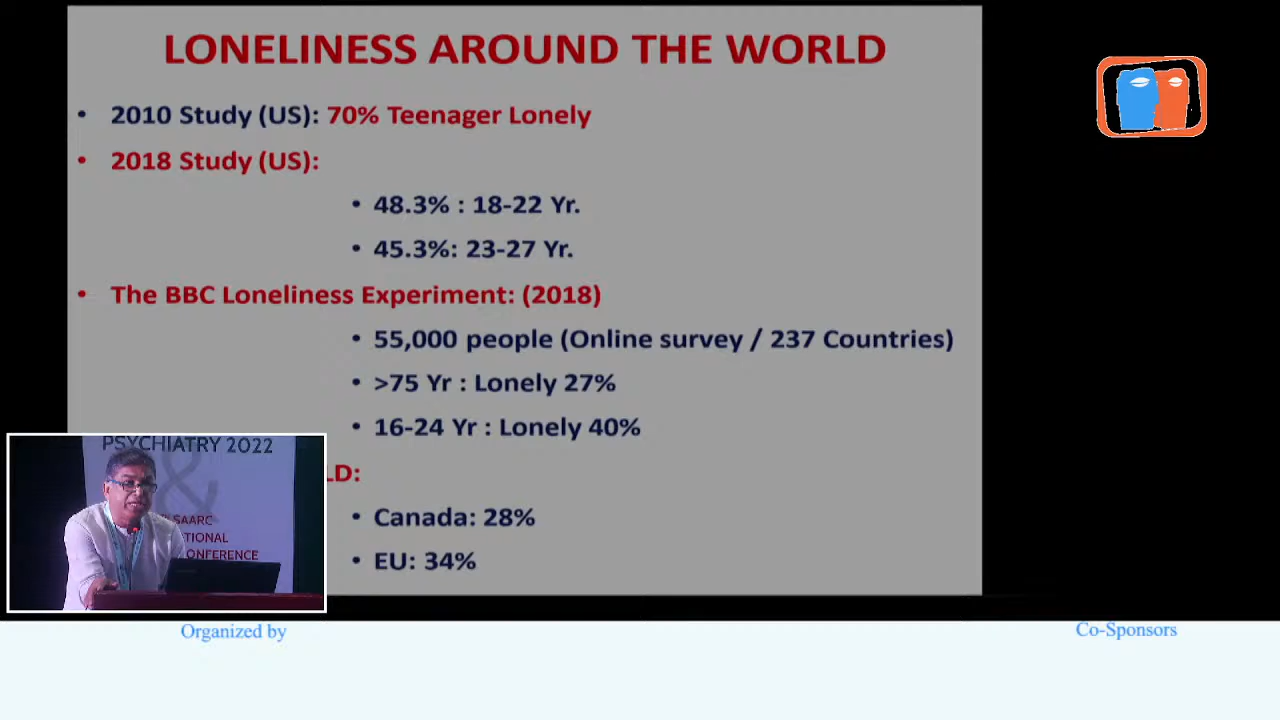 LONELINESS AROUND THE WORLD
• 2010 Study (US): 70% Teenager Lonely
• 2018 Study (US):
• 48.3% : 18-22 Yr.
• 45.3%: 23-27 Yr.
• The BBC Loneliness Experiment: (2018)
• 55,000 people (Online survey / 237 Countries)
• >75 Yr : Lonely 27%
• 16-24 Yr : Lonely 40%
LD:
• Canada: 28%
• EU: 34%
PSYCHIATRY 2022
&
SAARC
TIONAL
ONFERENCE
Organized by
Co-Sponsors